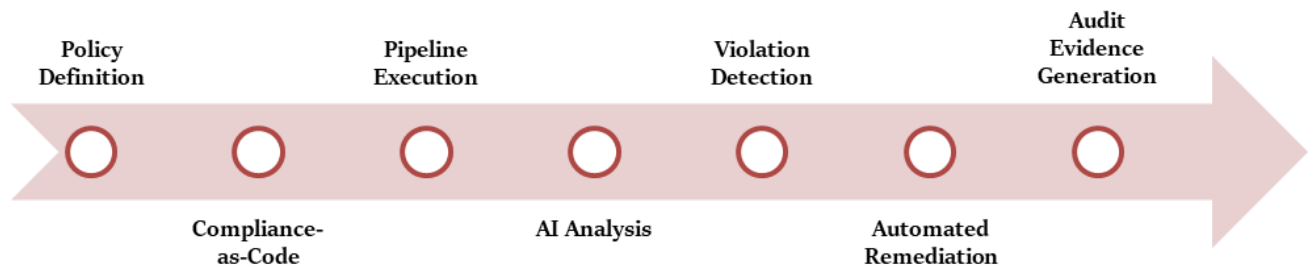 Policy
Definition
Compliance-
as-Code
Pipeline
Execution
AI Analysis
Violation
Detection
Automated
Remediation
Audit
Evidence
Generation